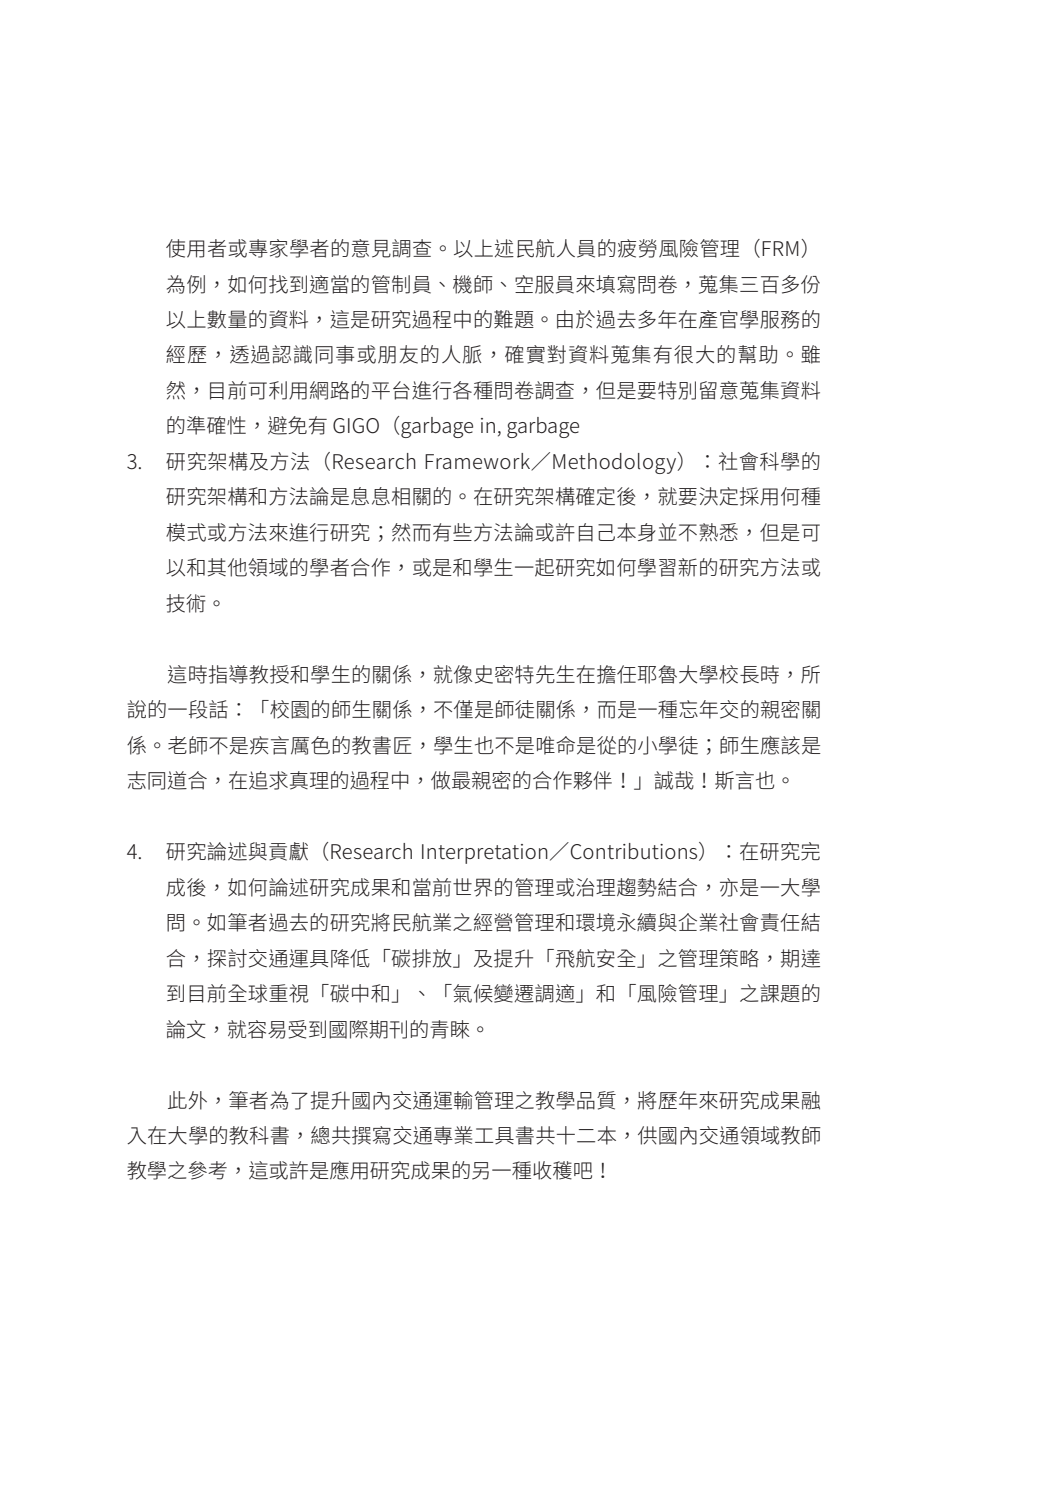 使用者或專家學者的意見調查。以上述民航人員的疲勞風險管理（FRM）
為例，如何找到適當的管制員、機師、空服員來填寫問卷，蒐集三百多份
以上數量的資料，這是研究過程中的難題。由於過去多年在產官學服務的
經歷，透過認識同事或朋友的人脈，確實對資料蒐集有很大的幫助。雖
然，目前可利用網路的平台進行各種問卷調查，但是要特別留意蒐集資料
的準確性，避免有 GIGO（garbage in, garbage
3. 研究架構及方法（Research Framework／Methodology）：社會科學的
研究架構和方法論是息息相關的。在研究架構確定後，就要決定採用何種
模式或方法來進行研究；然而有些方法論或許自己本身並不熟悉，但是可
以和其他領域的學者合作，或是和學生一起研究如何學習新的研究方法或
技術。
這時指導教授和學生的關係，就像史密特先生在擔任耶魯大學校長時，所
說的一段話：「校園的師生關係，不僅是師徒關係，而是一種忘年交的親密關
係。老師不是疾言厲色的教書匠，學生也不是唯命是從的小學徒；師生應該是
志同道合，在追求真理的過程中，做最親密的合作夥伴！」誠哉！斯言也。
4. 研究論述與貢獻（Research Interpretation／Contributions）：在研究完
成後，如何論述研究成果和當前世界的管理或治理趨勢結合，亦是一大學
問。如筆者過去的研究將民航業之經營管理和環境永續與企業社會責任結
合，探討交通運具降低「碳排放」及提升「飛航安全」之管理策略，期達
到目前全球重視「碳中和」、「氣候變遷調適」和「風險管理」之課題的
論文，就容易受到國際期刊的青睞。
此外，筆者為了提升國內交通運輸管理之教學品質，將歷年來研究成果融
入在大學的教科書，總共撰寫交通專業工具書共十二本，供國內交通領域教師
教學之參考，這或許是應用研究成果的另一種收穫吧！